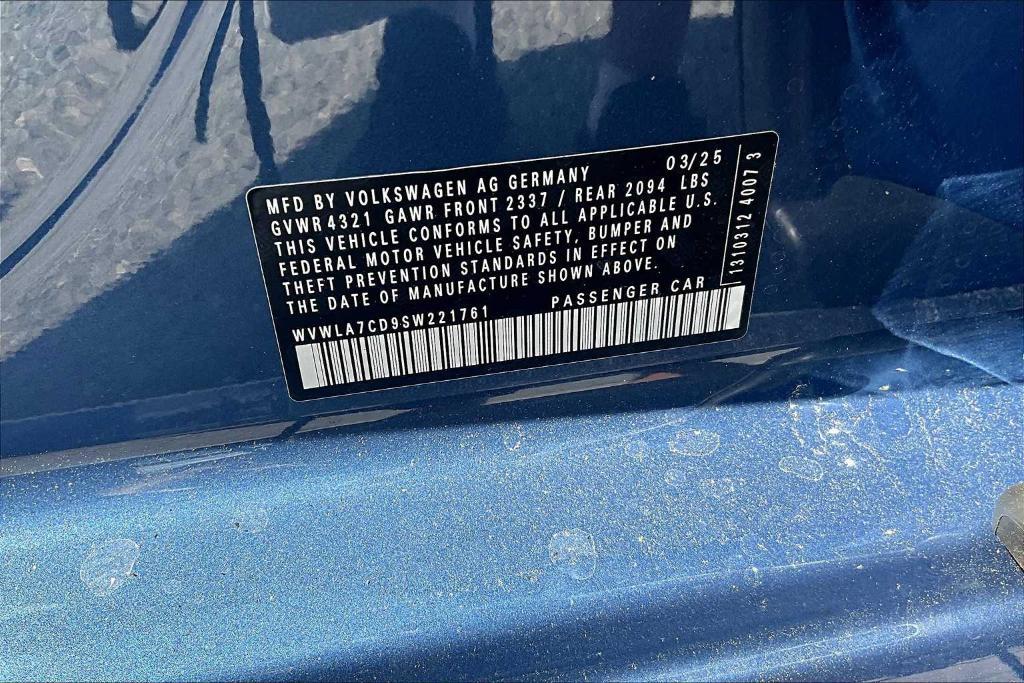 MFD BY VOLKSWAGEN AG GERMANY 03/25
GVWR 4321 GAWR FRONT 2337 / REAR 2094 LBS
THIS VEHICLE CONFORMS TO ALL APPLICABLE U.S.
FEDERAL MOTOR VEHICLE SAFETY, BUMPER AND
THEFT PREVENTION STANDARDS IN EFFECT ON
THE DATE OF MANUFACTURE SHOWN ABOVE.
WVWLA7CD9SW221761 PASSENGER CAR
1310312 4007 3